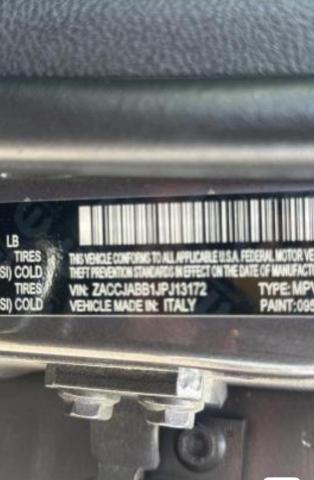 LB
TIRES
SI) COLD
TIRES
SI) COLD
THIS VEHICLE CONFORMS TO ALL APPLICABLE U.S.A. FEDERAL MOTOR VE
THEFT PREVENTION STANDARDS IN EFFECT ON THE DATE OF MANUF
VIN: ZACCJABB1JPJ13172 TYPE: MPV
VEHICLE MADE IN: ITALY PAINT: 095